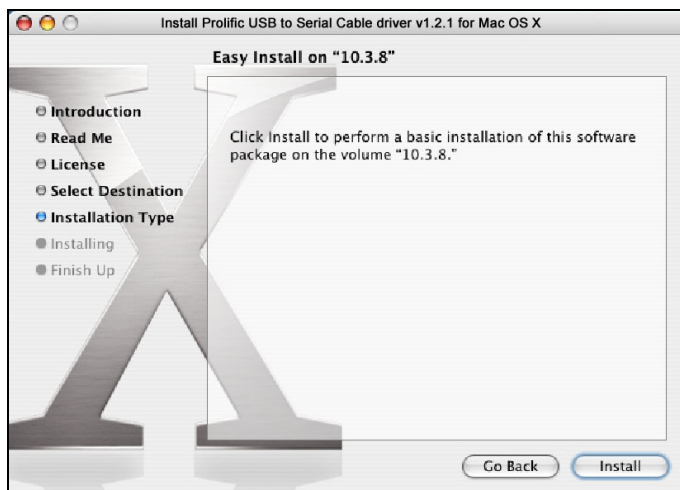 Install Prolific USB to Serial Cable driver v1.2.1 for Mac OS X
Easy Install on “10.3.8”
Introduction
Read Me
License
Select Destination
Installation Type
Installing
Finish Up
Click Install to perform a basic installation of this software
package on the volume “10.3.8.”
Go Back
Install